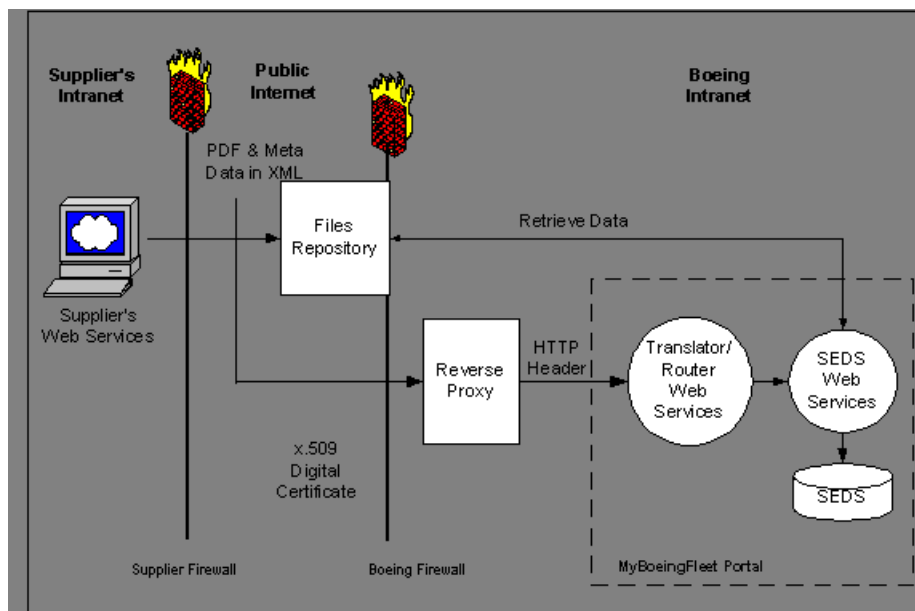 Supplier's
Intranet
Public
Internet
Boeing
Intranet
PDF & Meta
Data in XML
Files
Repository
Retrieve Data
Supplier's
Web Services
Reverse
Proxy
HTTP
Header
Translator/
Router
Web
Services
SEDS
Web
Services
x.509
Digital
Certificate
SEDS
Supplier Firewall
Boeing Firewall
MyBoeingFleet Portal